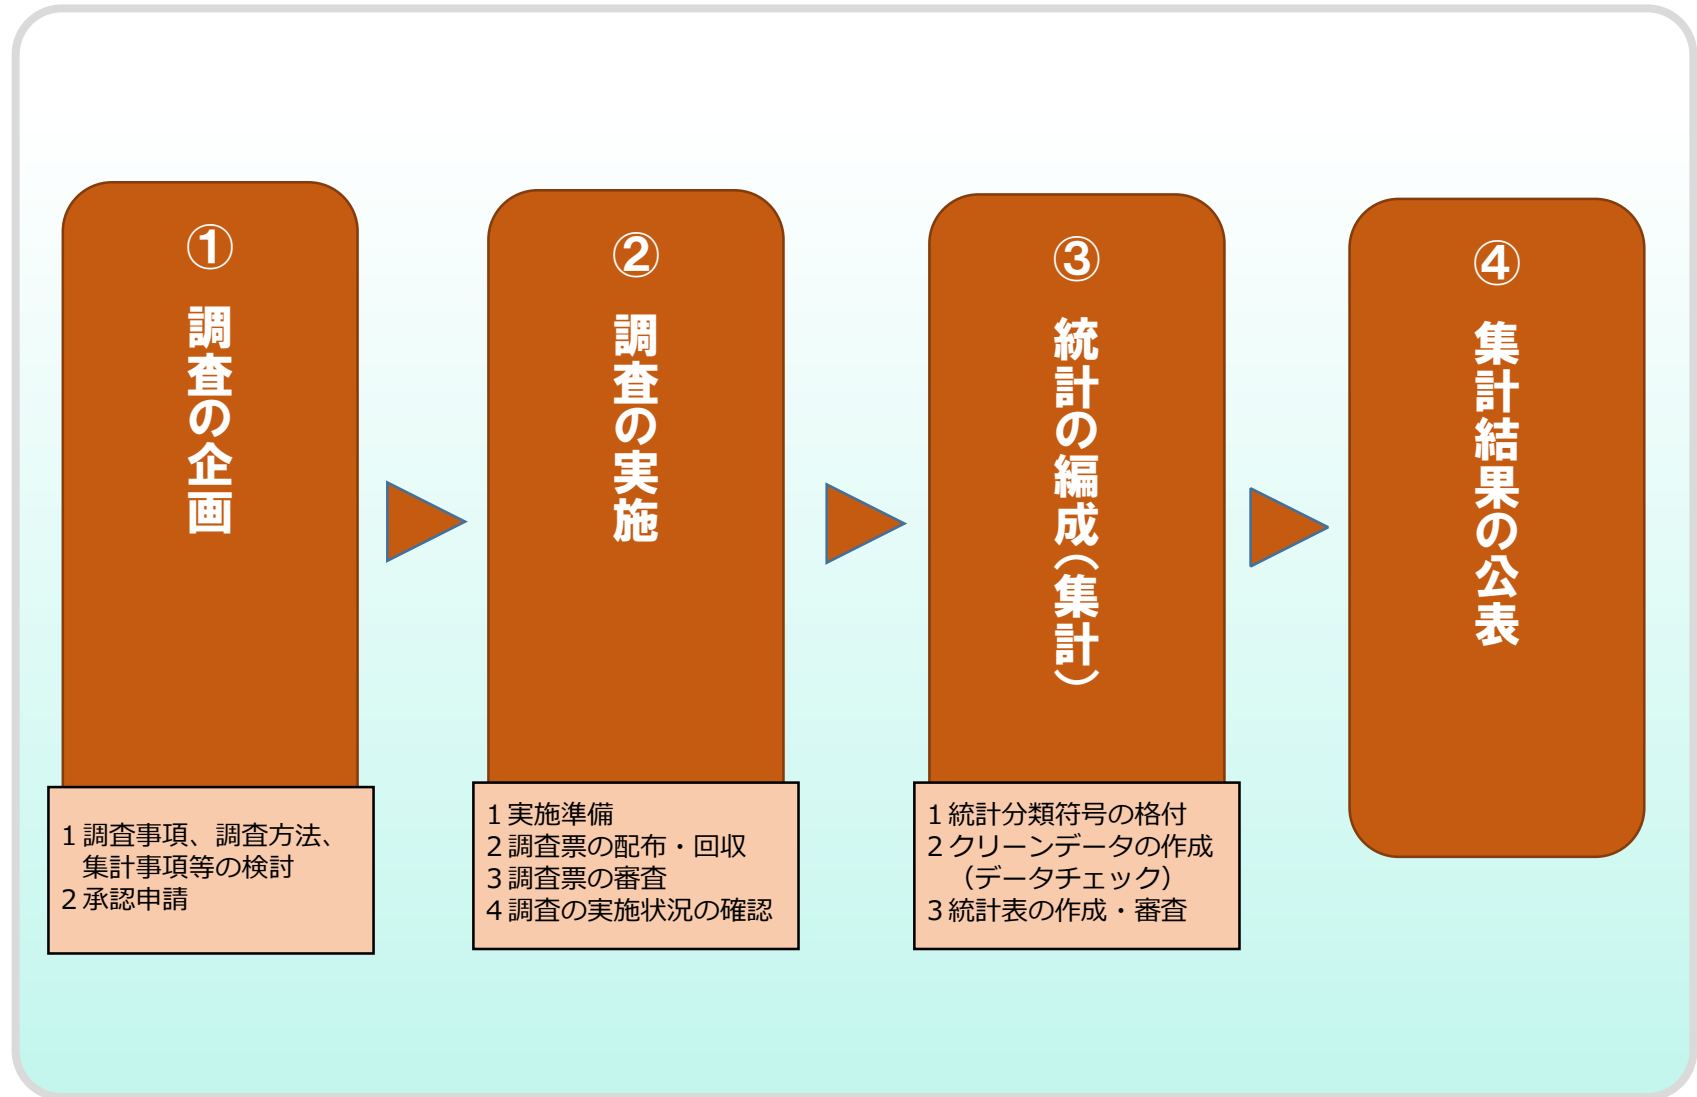 ① 調査の企画
1 調査事項、調査方法、
集計事項等の検討
2 承認申請
② 調査の実施
1 実施準備
2 調査票の配布・回収
3 調査票の審査
4 調査の実施状況の確認
③ 統計の編成(集計)
1 統計分類符号の格付
2 クリーンデータの作成
(データチェック)
3 統計表の作成・審査
④ 集計結果の公表